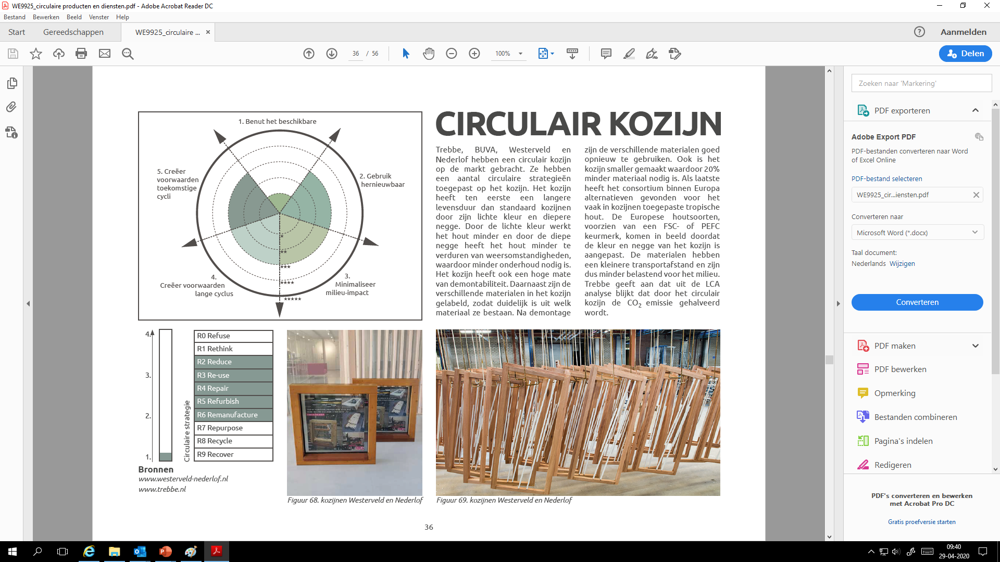 WE9925_circulaire producten en diensten.pdf - Adobe Acrobat Reader DC
Bestand Bewerken Beeld Venster Help
Start Gereedschappen WE9925_circulaire ... × Aanmelden
36 / 56 100% Delen
1. Benut het beschikbare
2. Gebruik
hernieuwbaar
3.
Minimaliseer
milieu-impact
4.
Creëer voorwaarden
lange cyclus
5. Creëer
voorwaarden
toekomstige
cycli
★
★★
★★★
★★★★
★★★★★
CIRCULAIR KOZIJN
Trebbe, BUVA, Westerveld en
Nederlof hebben een circulair kozijn
op de markt gebracht. Ze hebben
een aantal circulaire strategieën
toegepast op het kozijn. Het kozijn
heeft ten eerste een langere
levensduur dan standaard kozijnen
door zijn lichte kleur en diepere
negge. Door de lichte kleur werkt
het hout minder en door de diepe
negge heeft het hout minder te
verduren van weersomstandigheden,
waardoor minder onderhoud nodig is.
Het kozijn heeft ook een hoge mate
van demontabiliteit. Daarnaast zijn de
verschillende materialen in het kozijn
gelabeld, zodat duidelijk is uit welk
materiaal ze bestaan. Na demontage
zijn de verschillende materialen goed
opnieuw te gebruiken. Ook is het
kozijn smaller gemaakt waardoor 20%
minder materiaal nodig is. Als laatste
heeft het consortium binnen Europa
alternatieven gevonden voor het
vaak in kozijnen toegepaste tropische
hout. De Europese houtsoorten,
voorzien van een FSC- of PEFC
keurmerk, komen in beeld doordat
de kleur en negge van het kozijn is
aangepast. De materialen hebben
een kleinere transportafstand en zijn
dus minder belastend voor het milieu.
Trebbe geeft aan dat uit de LCA
analyse blijkt dat door het circulair
kozijn de CO2 emissie gehalveerd
wordt.
4.
3.
2.
1.
Circulaire strategie
R0 Refuse
R1 Rethink
R2 Reduce
R3 Re-use
R4 Repair
R5 Refurbish
R6 Remanufacture
R7 Repurpose
R8 Recycle
R9 Recover
Bronnen
www.westerveld-nederlof.nl
www.trebbe.nl
Figuur 68. kozijnen Westerveld en Nederlof
Figuur 69. kozijnen Westerveld en Nederlof
36
Zoeken naar 'Markering'
PDF exporteren
Adobe Export PDF
PDF-bestanden converteren naar Word
of Excel Online
PDF-bestand selecteren
WE9925_cir...iensten.pdf
Converteren naar
Microsoft Word (*.docx)
Taal document:
Nederlands Wijzigen
Converteren
PDF maken
PDF bewerken
Opmerking
Bestanden combineren
Pagina's indelen
Redigeren
PDF's converteren en bewerken
met Acrobat Pro DC
Gratis proefversie starten
09:40
29-04-2020